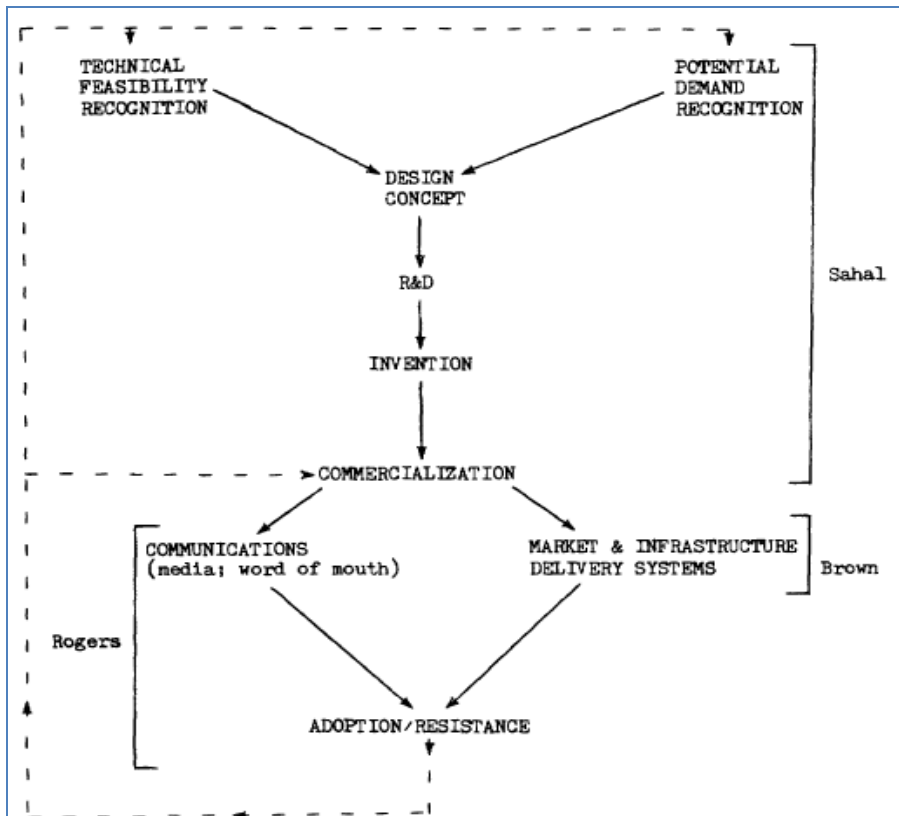 TECHNICAL
FEASIBILITY
RECOGNITION
POTENTIAL
DEMAND
RECOGNITION
DESIGN
CONCEPT
Sahal
R&D
INVENTION
COMMERCIALIZATION
COMMUNICATIONS
(media; word of mouth)
MARKET & INFRASTRUCTURE
DELIVERY SYSTEMS
Brown
Rogers
ADOPTION/RESISTANCE